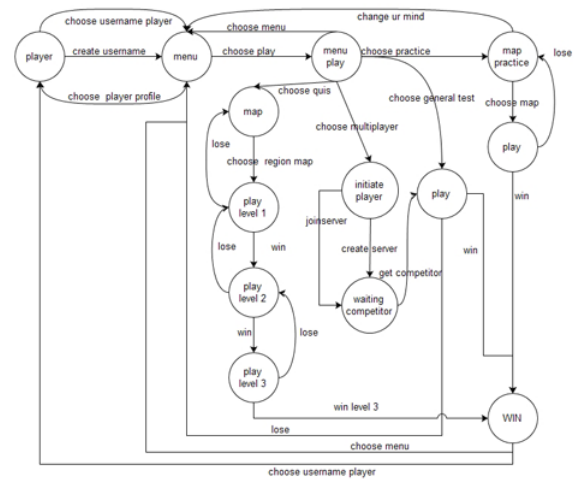 change ur mind
choose username player
choose menu
player
create username
menu
choose play
menu
play
choose practice
map
practice
lose
choose player profile
choose quis
choose general test
choose map
map
choose multiplayer
lose
play
choose region map
initiate
player
play
win
play
level 1
joinserver
lose
win
create server
win
get competitor
play
level 2
waiting
competitor
win
lose
play
level 3
win level 3
WIN
lose
choose menu
choose username player